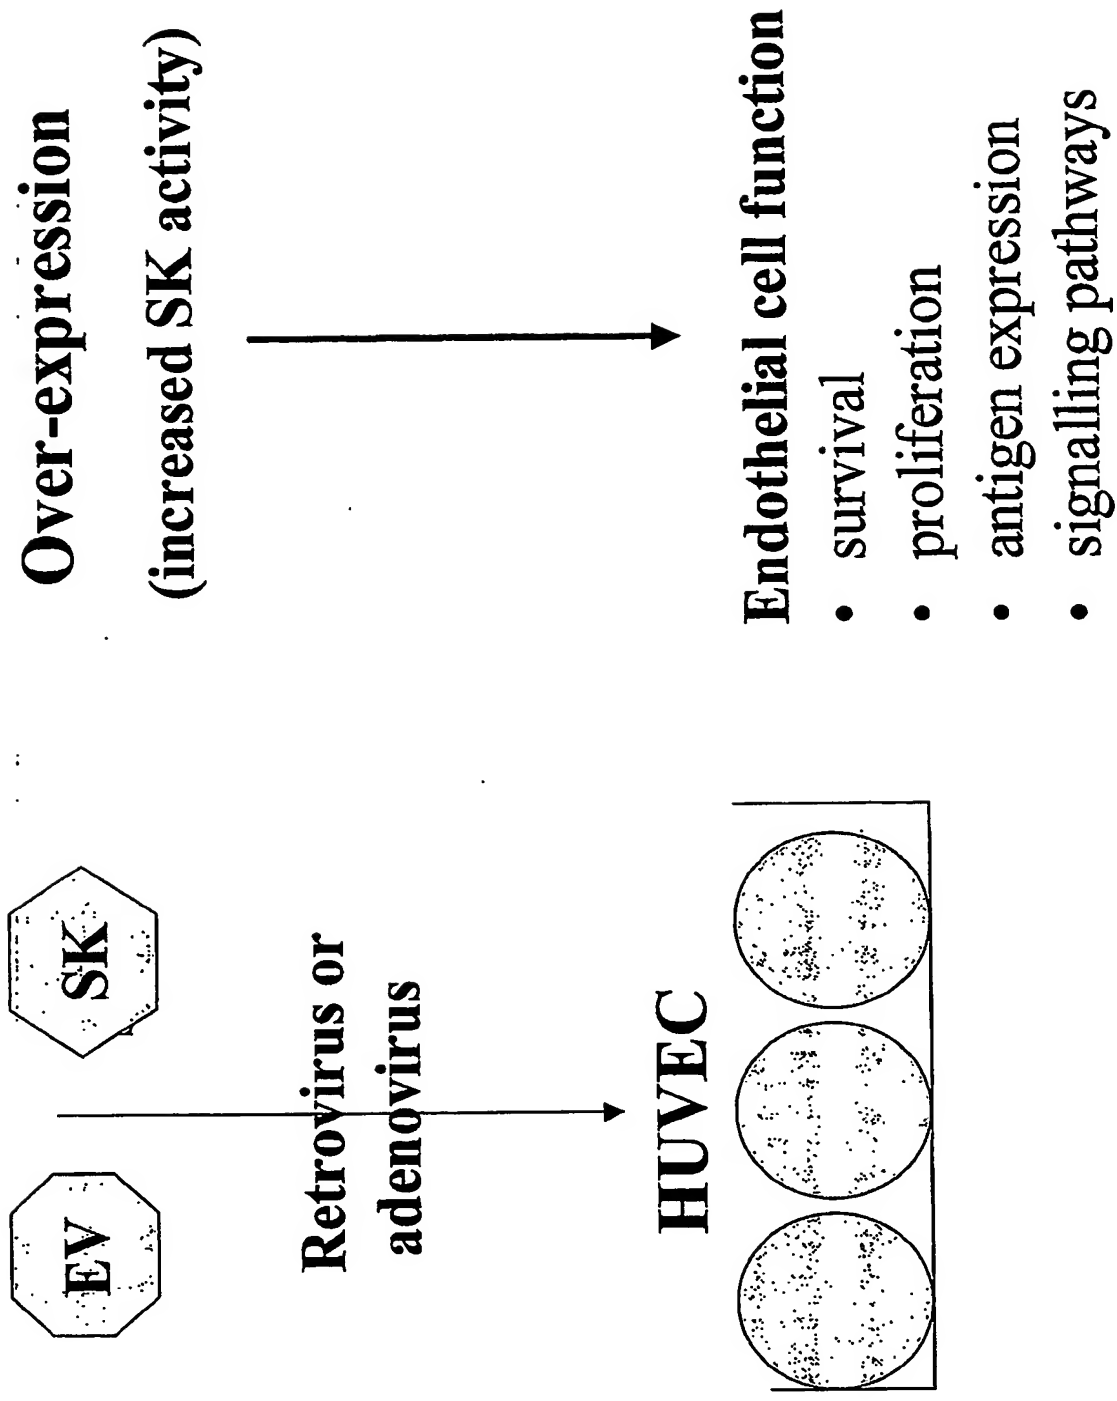 EV
SK
Retrovirus or
adenovirus
HUVEC
Over-expression
(increased SK activity)
Endothelial cell function
• survival
• proliferation
• antigen expression
• signalling pathways